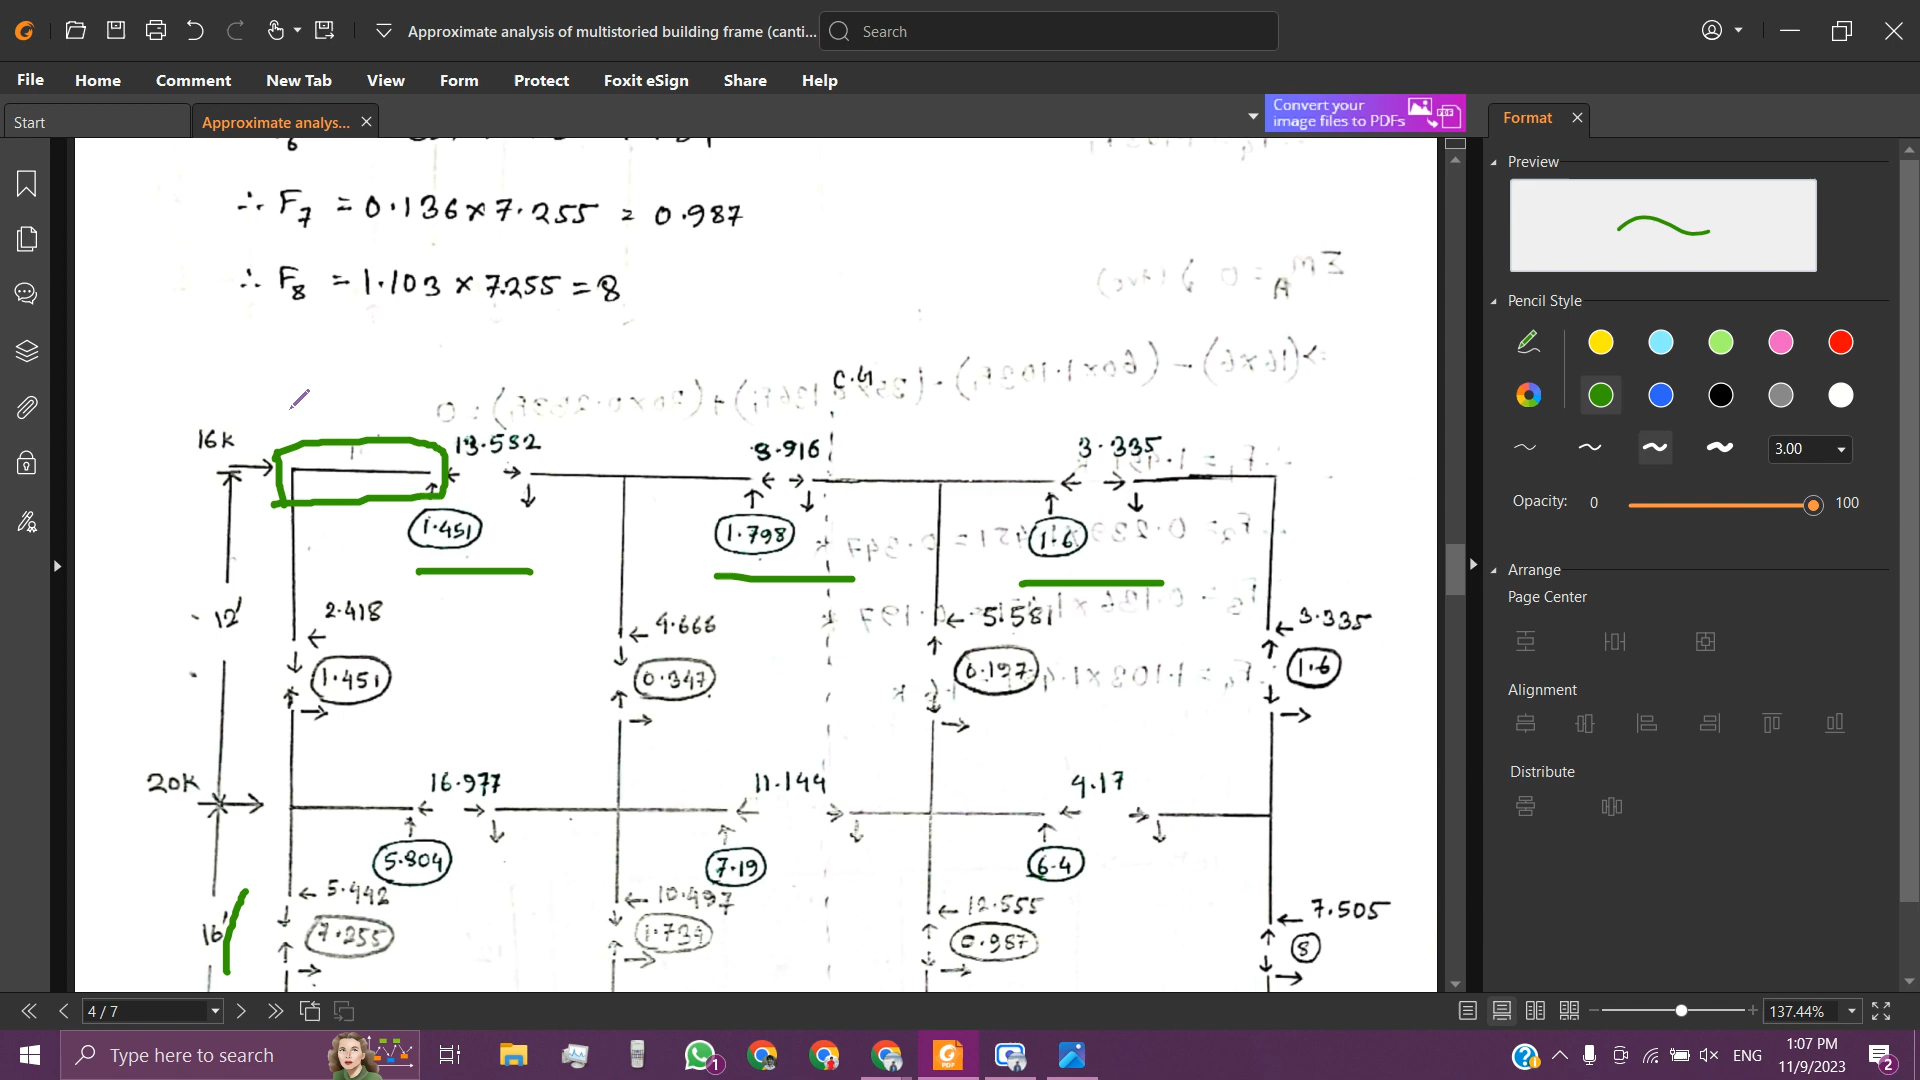 Approximate analysis of multistoried building frame (canti...
Search
File Home Comment New Tab View Form Protect Foxit eSign Share Help
Start
Approximate analys...
Convert your
image files to PDFs
Format
Preview
∴ F7 = 0.136 × 7.255 = 0.987
∴ F8 = 1.103 × 7.255 = 8
Pencil Style
3.00
Opacity: 0 100
C.G
16K 13.532 8.916 3.335
1.451 1.798 1.6
Arrange
Page Center
12'
2.418 4.666 5.581 3.335
1.451 0.347 0.197 1.6
Alignment
Distribute
20K 16.977 11.144 4.17
5.804 7.19 6.4
5.442 10.497 12.555 7.505
16' 7.255 1.734 0.987 8
4 / 7
137.44%
Type here to search
1
ENG
1:07 PM
11/9/2023
2